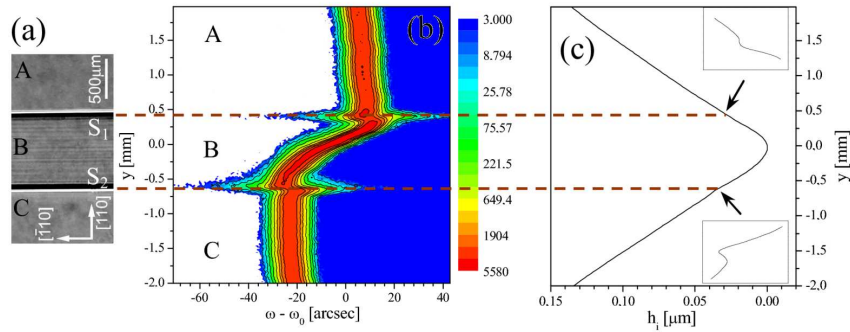 (a)
A
500μm
S1
B
S2
C
[1̄10]
[110]
y [mm]
1.5
1.0
0.5
0.0
-0.5
-1.0
-1.5
-2.0
A
(b)
B
C
-60 -40 -20 0 20 40
ω - ω0 [arcsec]
3.000
8.794
25.78
75.57
221.5
649.4
1904
5580
(c)
y [mm]
1.5
1.0
0.5
0.0
-0.5
-1.0
-1.5
-2.0
0.15 0.10 0.05 0.00
hi [μm]